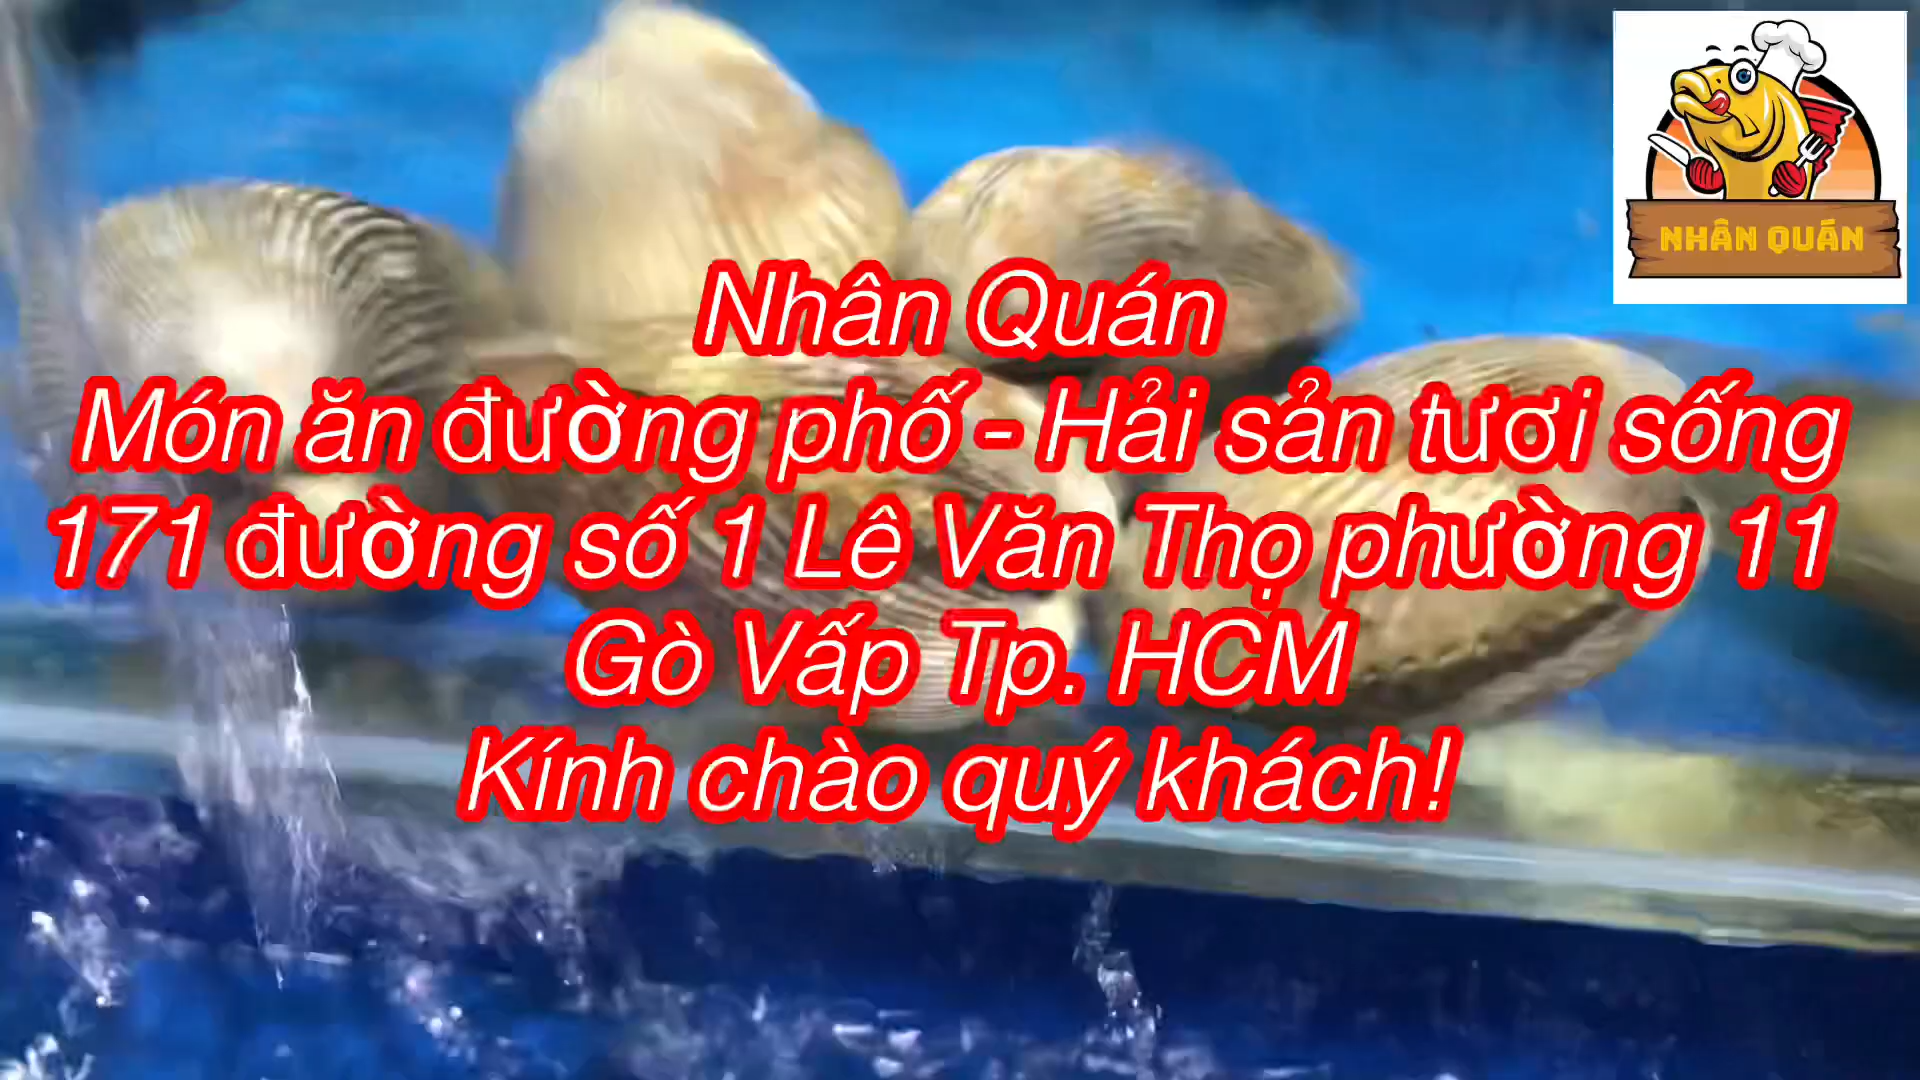 NHÂN QUÁN
Nhân Quán
Món ăn đường phố - Hải sản tươi sống
171 đường số 1 Lê Văn Thọ phường 11
Gò Vấp Tp. HCM
Kính chào quý khách!